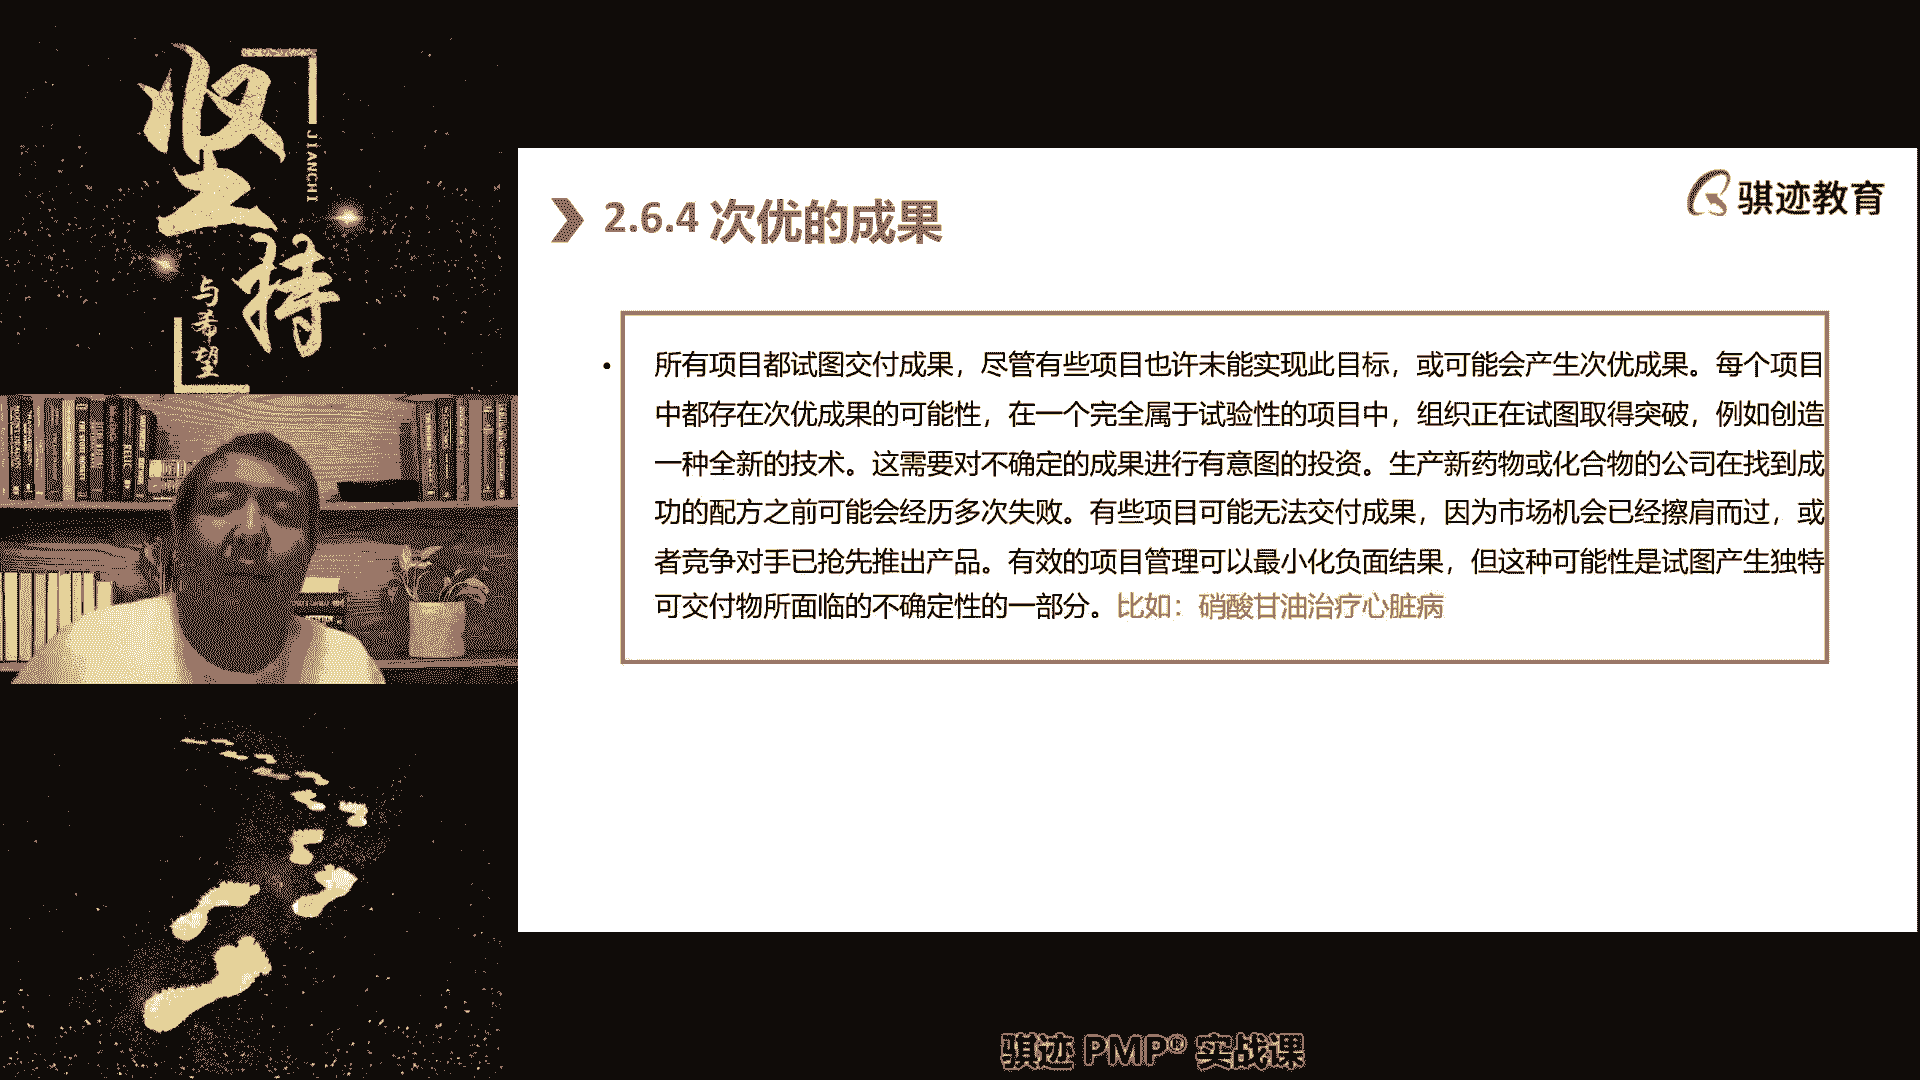 坚持
JIANCHI
与希望
骐迹教育
2.6.4 次优的成果
• 所有项目都试图交付成果，尽管有些项目也许未能实现此目标，或可能会产生次优成果。每个项目
中都存在次优成果的可能性，在一个完全属于试验性的项目中，组织正在试图取得突破，例如创造
一种全新的技术。这需要对不确定的成果进行有意图的投资。生产新药物或化合物的公司在找到成
功的配方之前可能会经历多次失败。有些项目可能无法交付成果，因为市场机会已经擦肩而过，或
者竞争对手已抢先推出产品。有效的项目管理可以最小化负面结果，但这种可能性是试图产生独特
可交付物所面临的不确定性的一部分。比如：硝酸甘油治疗心脏病
骐迹 PMP® 实战课